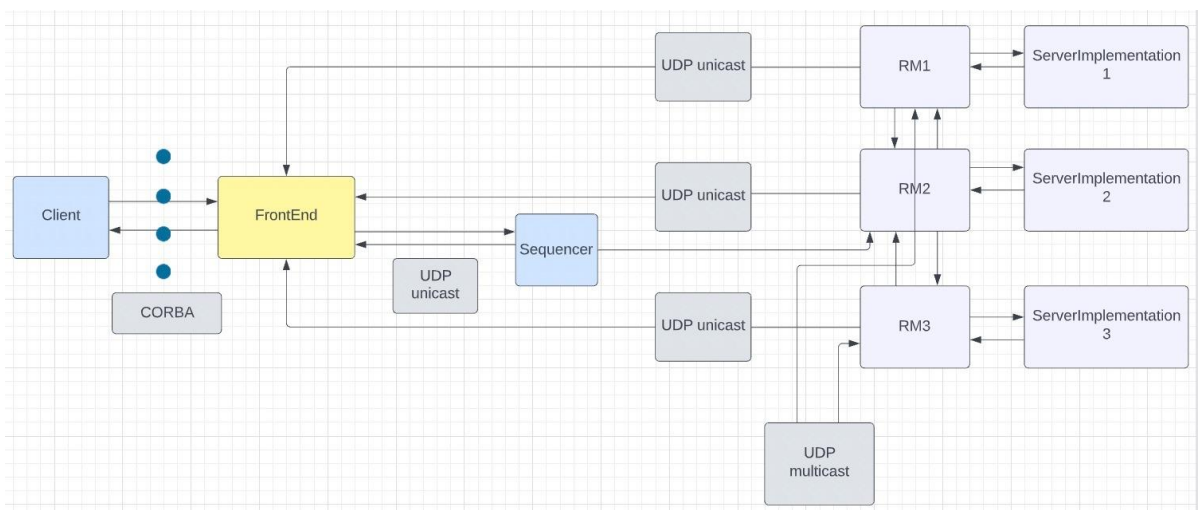 UDP unicast
RM1
ServerImplementation
1
Client
FrontEnd
UDP unicast
RM2
ServerImplementation
2
Sequencer
UDP
unicast
CORBA
UDP unicast
RM3
ServerImplementation
3
UDP
multicast